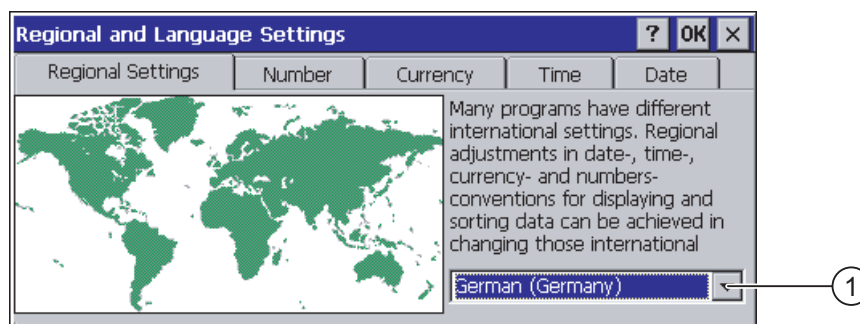 Regional and Language Settings ? OK ×
Regional Settings Number Currency Time Date
Many programs have different
international settings. Regional
adjustments in date-, time-,
currency- and numbers-
conventions for displaying and
sorting data can be achieved in
changing those international
German (Germany)
1